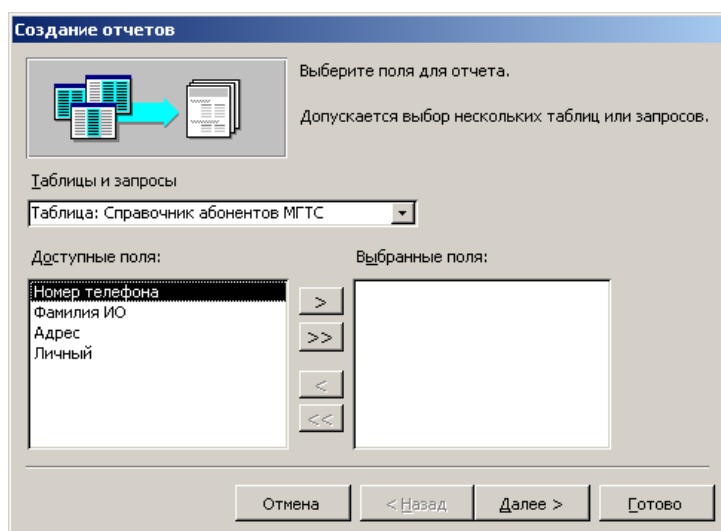 Создание отчетов
Выберите поля для отчета.
Допускается выбор нескольких таблиц или запросов.
Таблицы и запросы
Таблица: Справочник абонентов МГТС
Доступные поля:
Выбранные поля:
Номер телефона
Фамилия ИО
Адрес
Личный
>
>>
<
<<
Отмена
< Назад
Далее >
Готово